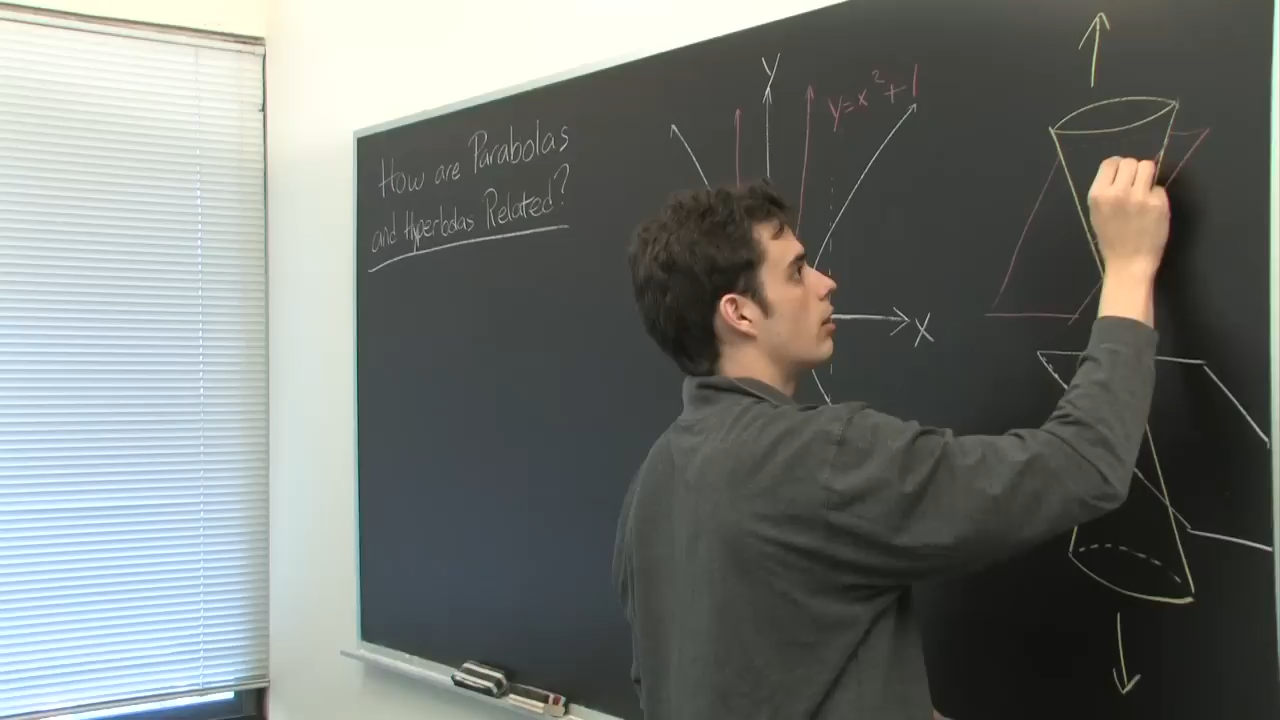 How are Parabolas
and Hyperbolas Related?
y
y=x²+1
x